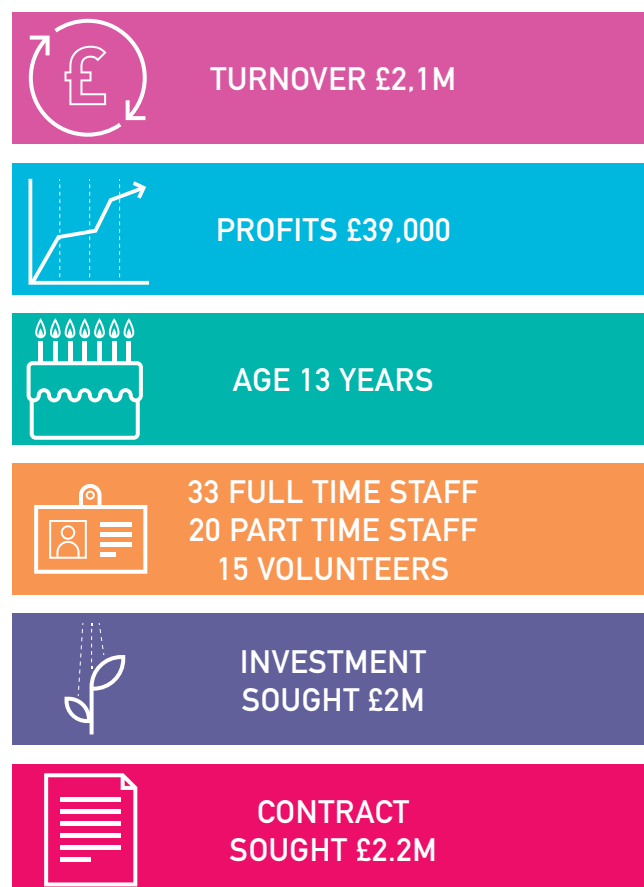 £
TURNOVER £2,1M
PROFITS £39,000
AGE 13 YEARS
33 FULL TIME STAFF
20 PART TIME STAFF
15 VOLUNTEERS
INVESTMENT
SOUGHT £2M
CONTRACT
SOUGHT £2.2M